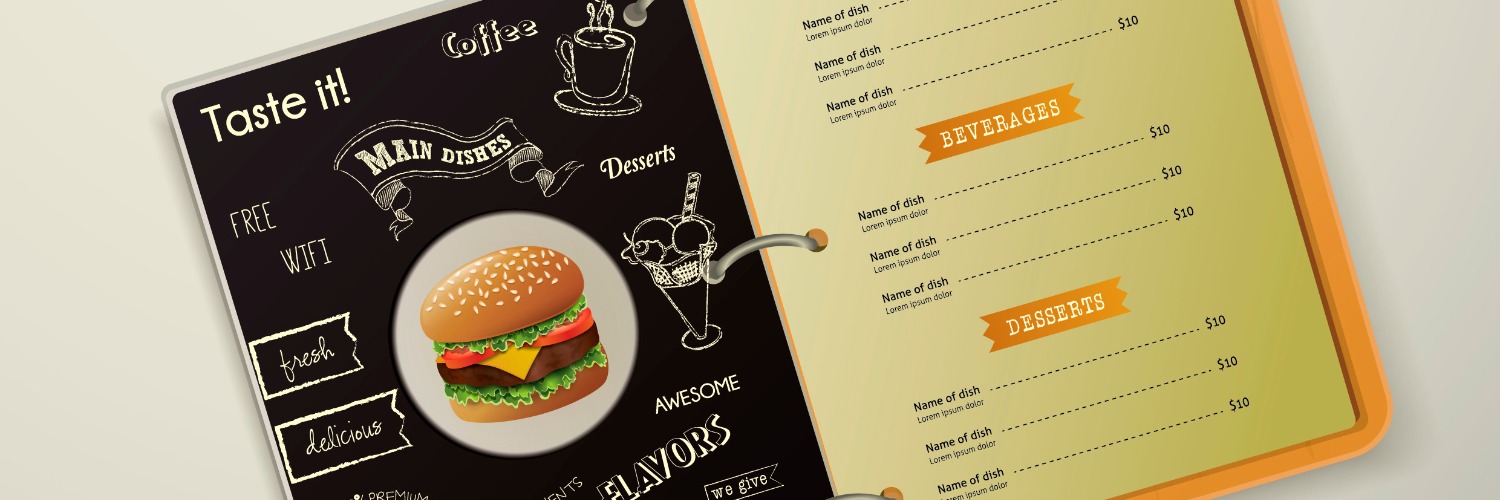 Coffee
Taste it!
MAIN DISHES
Desserts
FREE
WIFI
fresh
delicious
AWESOME
FLAVORS
we give
PREMIUM
Name of dish
Lorem ipsum dolor
Name of dish
Lorem ipsum dolor
Name of dish $10
Lorem ipsum dolor
BEVERAGES
Name of dish $10
Lorem ipsum dolor
Name of dish $10
Lorem ipsum dolor
Name of dish $10
Lorem ipsum dolor
DESSERTS
Name of dish $10
Lorem ipsum dolor
Name of dish $10
Lorem ipsum dolor
Name of dish $10
Lorem ipsum dolor